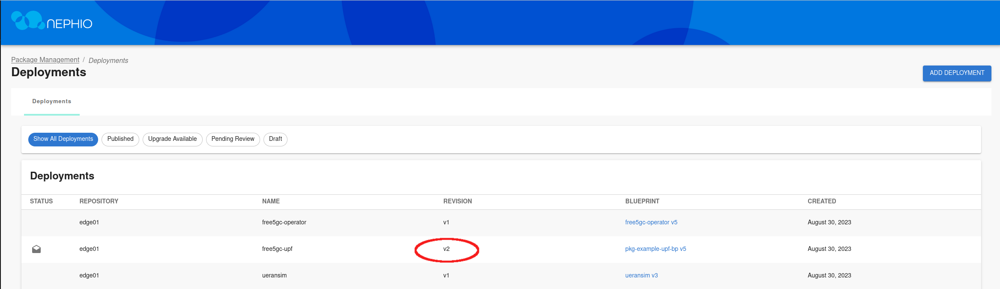 NEPHIO
Package Management / Deployments
Deployments
ADD DEPLOYMENT
Deployments
Show All Deployments Published Upgrade Available Pending Review Draft
Deployments
STATUS REPOSITORY NAME REVISION BLUEPRINT CREATED
edge01 free5gc-operator v1 free5gc-operator v5 August 30, 2023
edge01 free5gc-upf v2 pkg-example-upf-bp v5 August 30, 2023
edge01 ueransim v1 ueransim v3 August 30, 2023